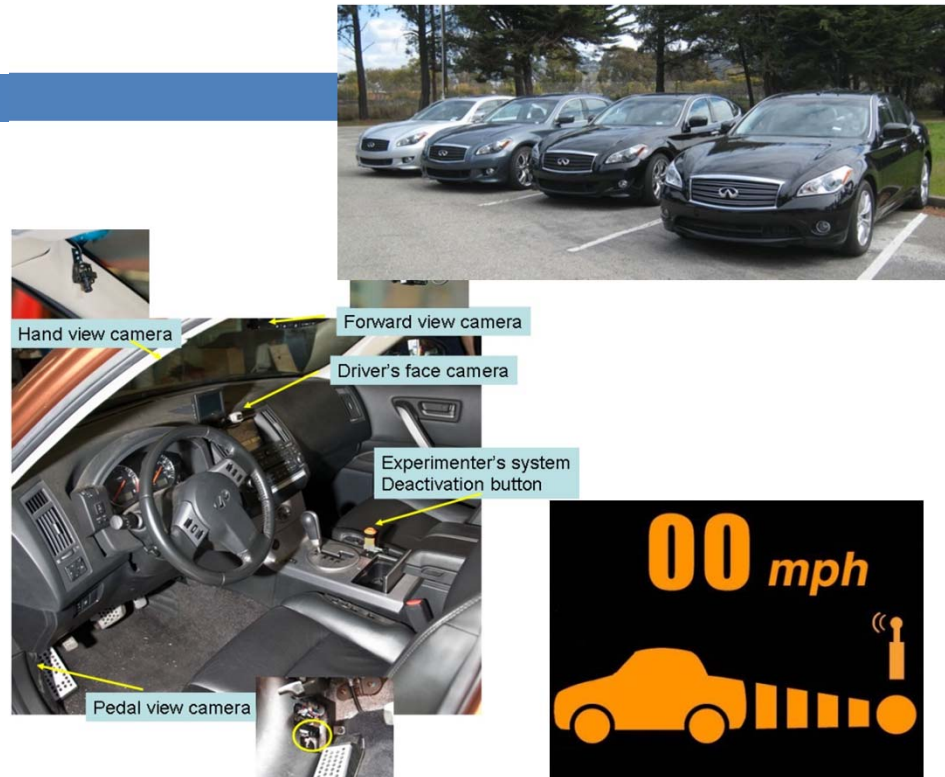 Hand view camera
Forward view camera
Driver's face camera
Experimenter's system
Deactivation button
00 mph
Pedal view camera